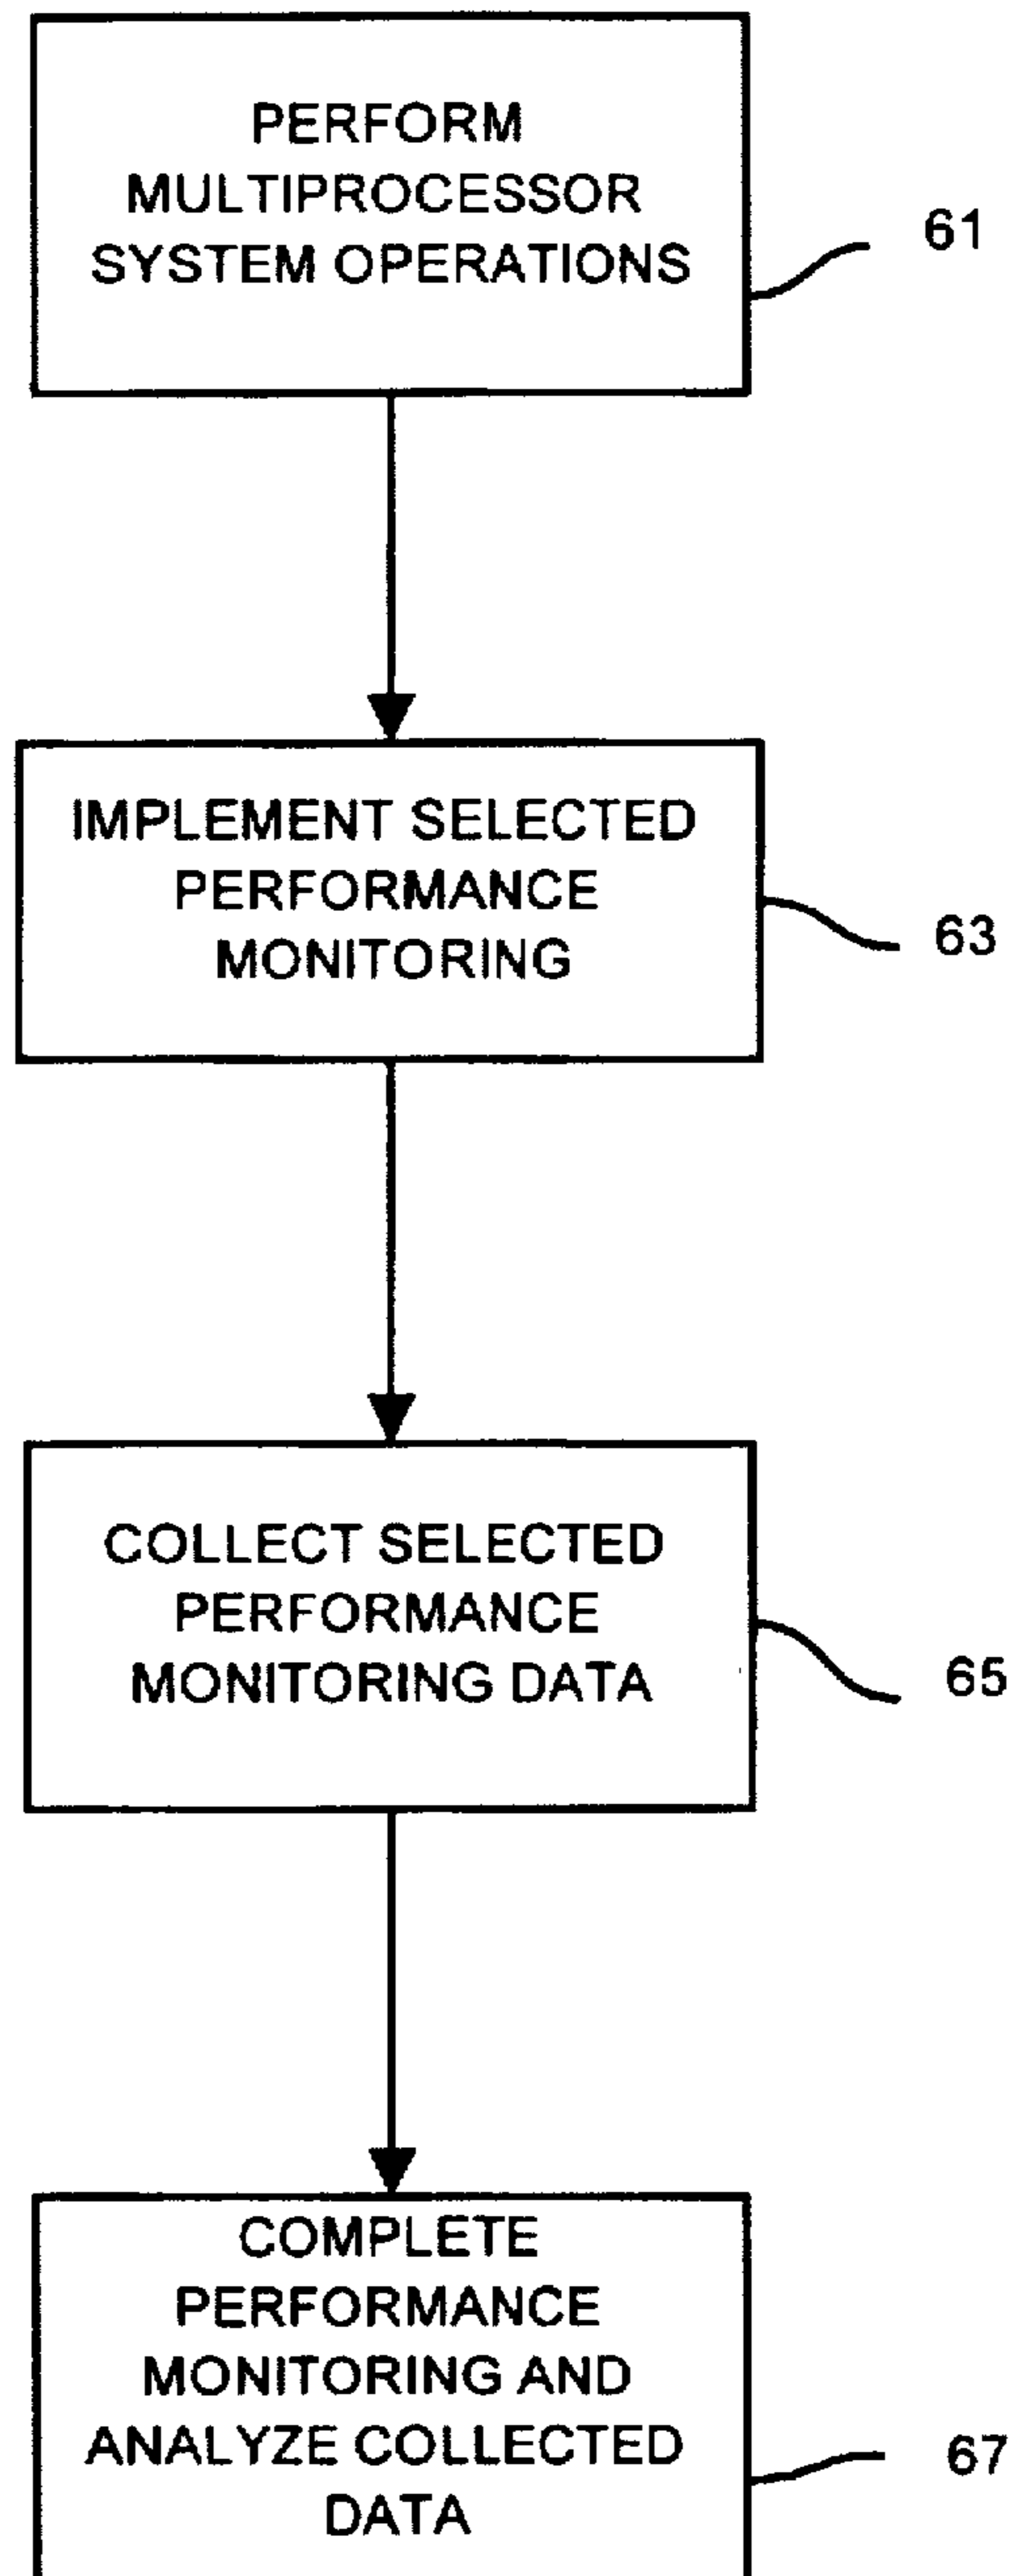 PERFORM
MULTIPROCESSOR
SYSTEM OPERATIONS
61
IMPLEMENT SELECTED
PERFORMANCE
MONITORING
63
COLLECT SELECTED
PERFORMANCE
MONITORING DATA
65
COMPLETE
PERFORMANCE
MONITORING AND
ANALYZE COLLECTED
DATA
67